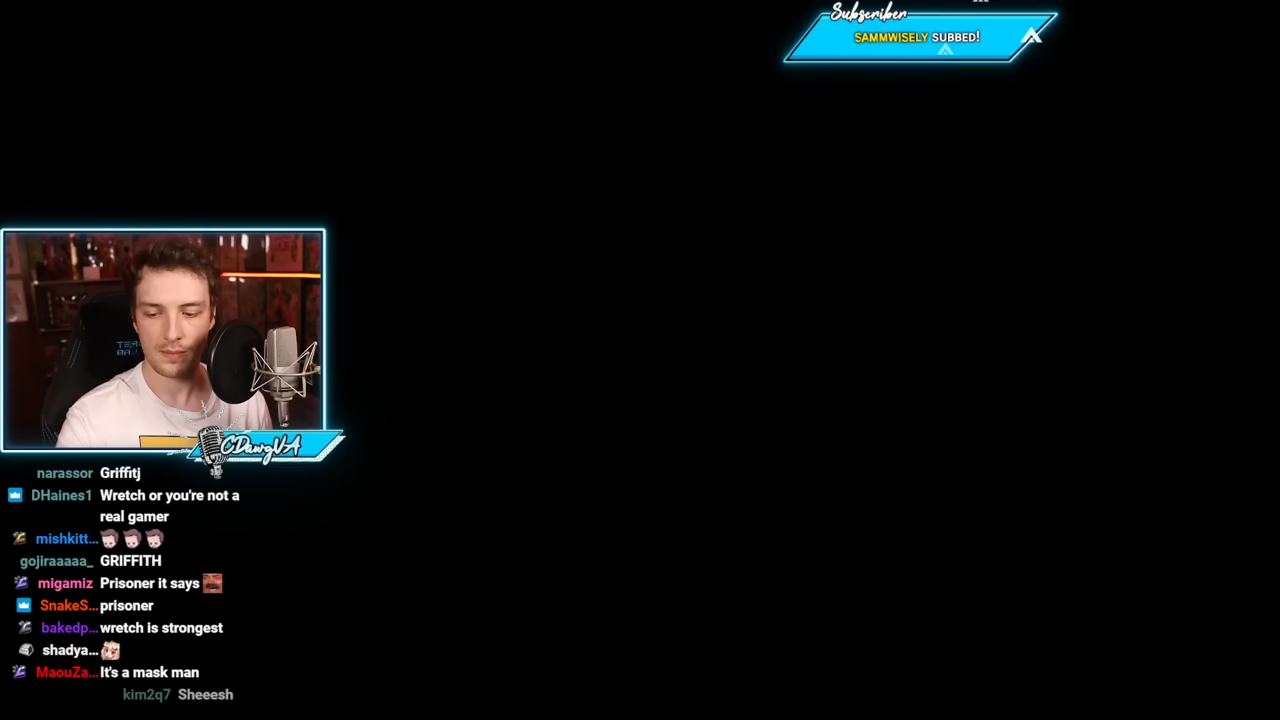 Subscriber
SAMMWISELY SUBBED!
CDawgVA
narassor Griffitj
DHaines1 Wretch or you're not a
real gamer
mishkitt...
gojiraaaaa_ GRIFFITH
migamiz Prisoner it says
SnakeS... prisoner
bakedp... wretch is strongest
shadya...
MaouZa... It's a mask man
kim2q7 Sheeesh